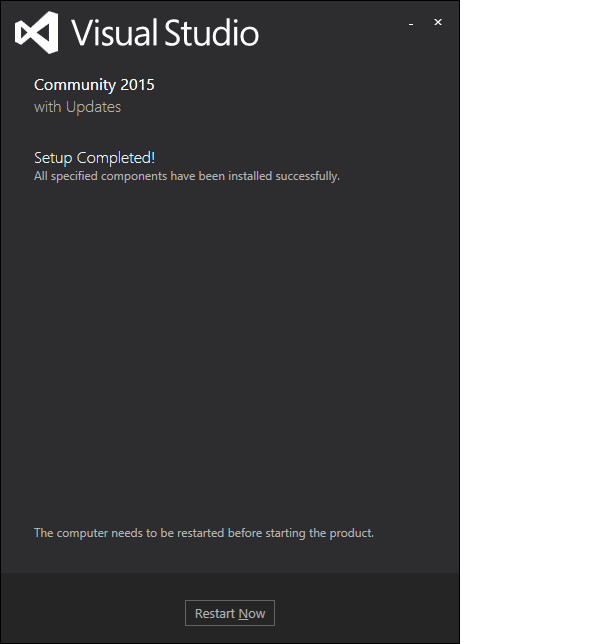 Visual Studio
Community 2015
with Updates
Setup Completed!
All specified components have been installed successfully.
The computer needs to be restarted before starting the product.
Restart Now